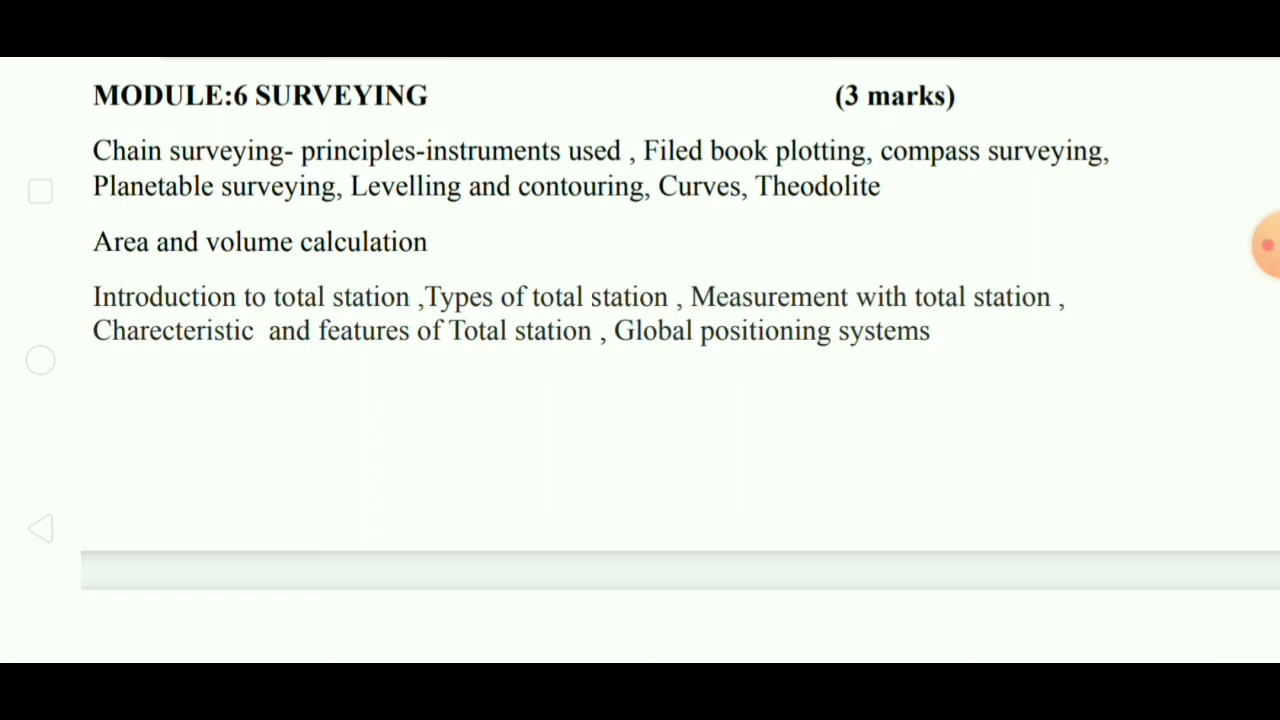 MODULE:6 SURVEYING (3 marks)
Chain surveying- principles-instruments used , Filed book plotting, compass surveying,
Planetable surveying, Levelling and contouring, Curves, Theodolite
Area and volume calculation
Introduction to total station ,Types of total station , Measurement with total station ,
Charecteristic and features of Total station , Global positioning systems